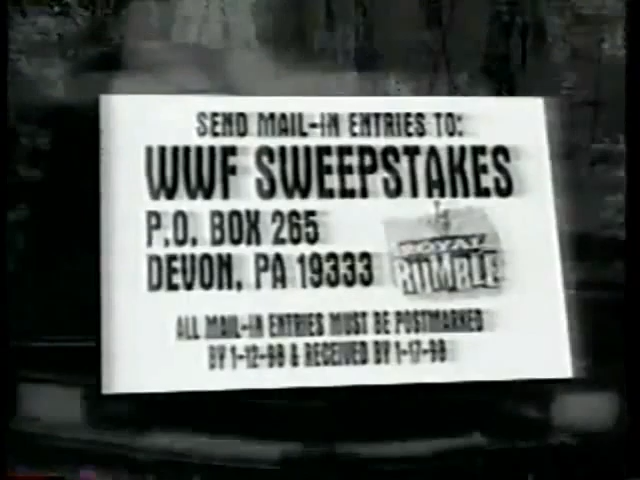 SEND MAIL-IN ENTRIES TO:
WWF SWEEPSTAKES
P.O. BOX 265
DEVON, PA 19333
ROYAL
RUMBLE
ALL MAIL-IN ENTRIES MUST BE POSTMARKED
BY 1-12-98 & RECEIVED BY 1-17-98